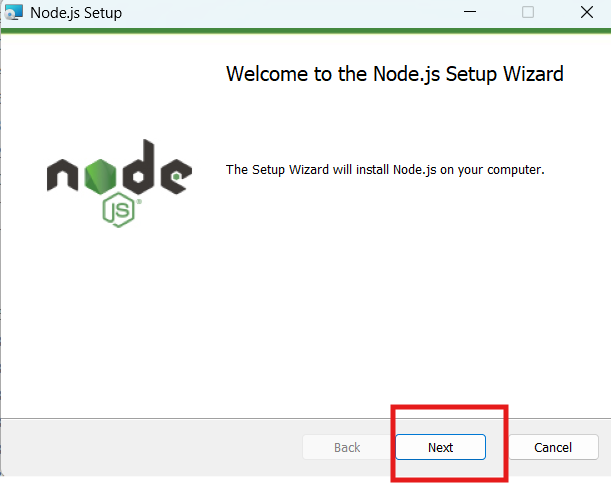 Node.js Setup
Welcome to the Node.js Setup Wizard
node
JS®
The Setup Wizard will install Node.js on your computer.
Back
Next
Cancel